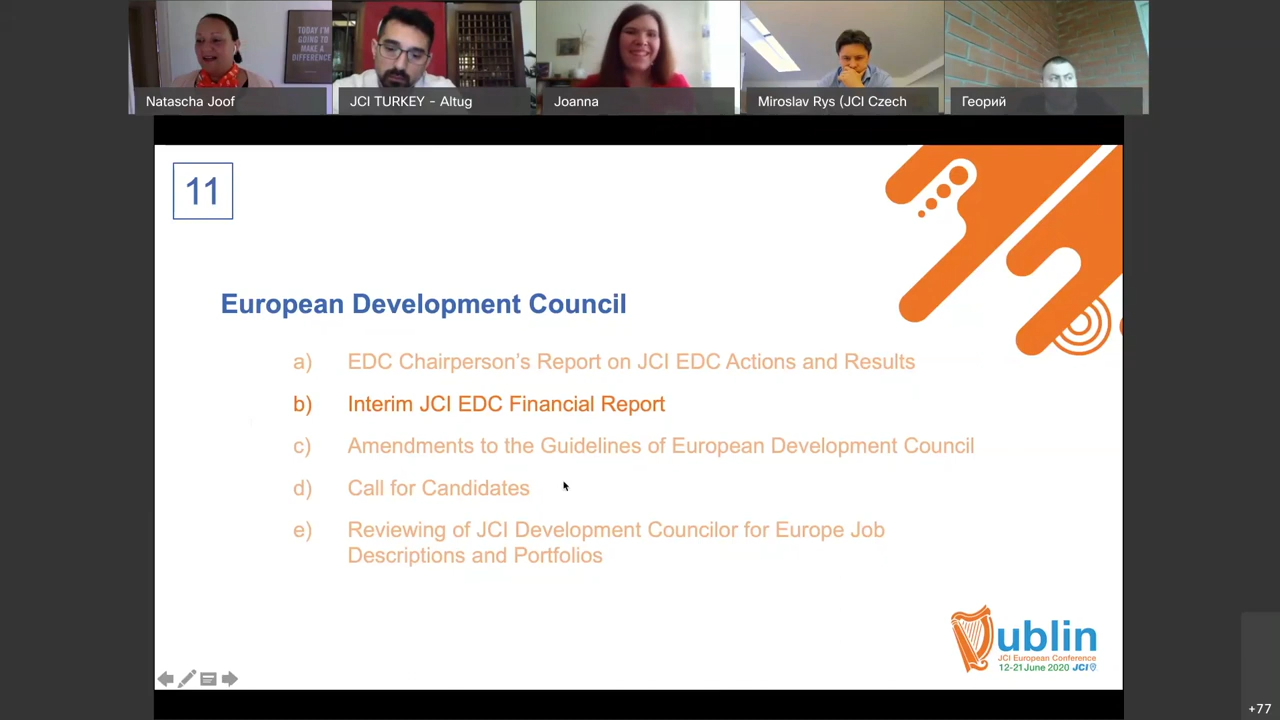 TODAY I'M
GOING TO
MAKE A
DIFFERENCE
Natascha Joof
JCI TURKEY - Altug
Joanna
Miroslav Rys (JCI Czech
Георий
11
European Development Council
a) EDC Chairperson's Report on JCI EDC Actions and Results
b) Interim JCI EDC Financial Report
c) Amendments to the Guidelines of European Development Council
d) Call for Candidates
e) Reviewing of JCI Development Councilor for Europe Job
Descriptions and Portfolios
Dublin
JCI European Conference
12-21 June 2020 JCI
+77